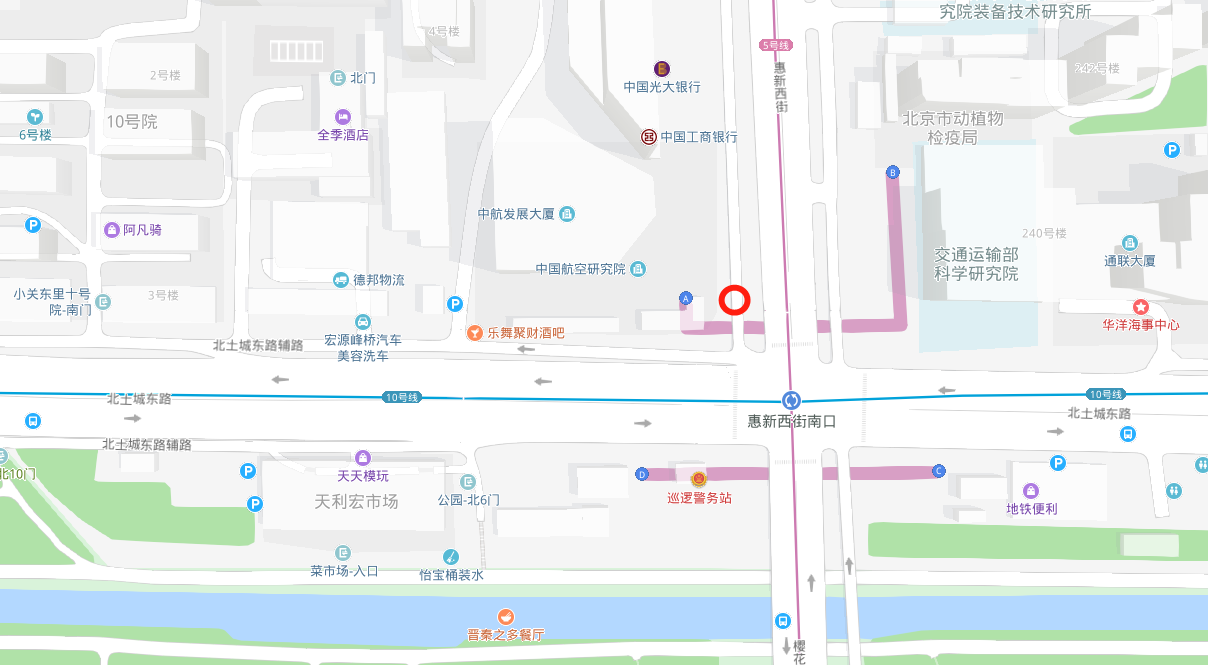 究院装备技术研究所
4号楼
5号线
惠新西街
2号楼
北门
中国光大银行
242号楼
6号楼
10号院
全季酒店
中国工商银行
北京市动植物
检疫局
P
B
中航发展大厦
P
阿凡骑
240号楼
交通运输部
科学研究院
通联大厦
中国航空研究院
德邦物流
小关东里十号
院-南门
3号楼
P
A
华洋海事中心
宏源峰桥汽车
美容洗车
乐舞聚财酒吧
北土城东路辅路
北土城东路
10号线
10号线
惠新西街南口
北土城东路
北土城东路辅路
北10门
P
天天模玩
P
天利宏市场
公园-北6门
D
巡逻警务站
C
P
地铁便利
菜市场-入口
怡宝桶装水
晋秦之多餐厅
樱花